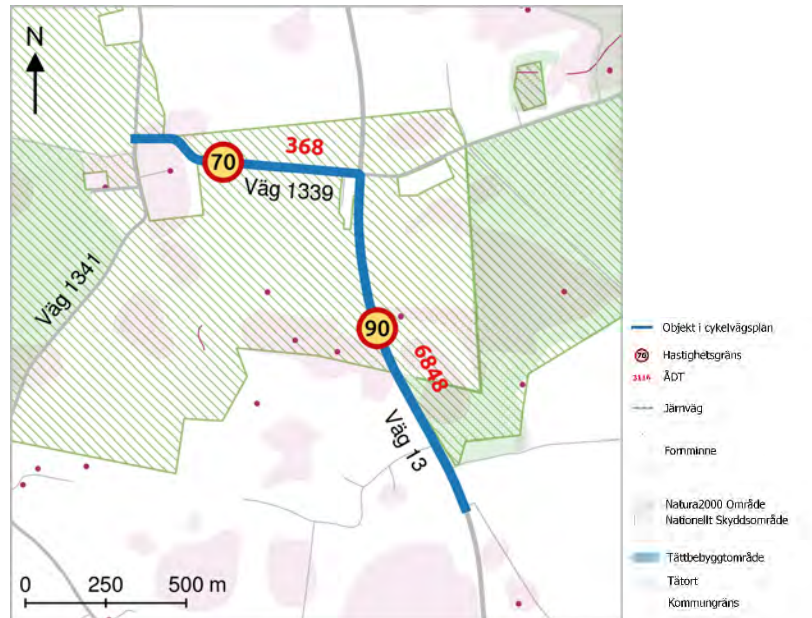 N
368
70
Väg 1339
Väg 1341
90
6848
Väg 13
0 250 500 m
Objekt i cykelvägsplan
70 Hastighetsgräns
ÅDT
Järnväg
Fornminne
Natura2000 Område
Nationellt Skyddsområde
Tättbebyggtområde
Tätort
Kommungräns